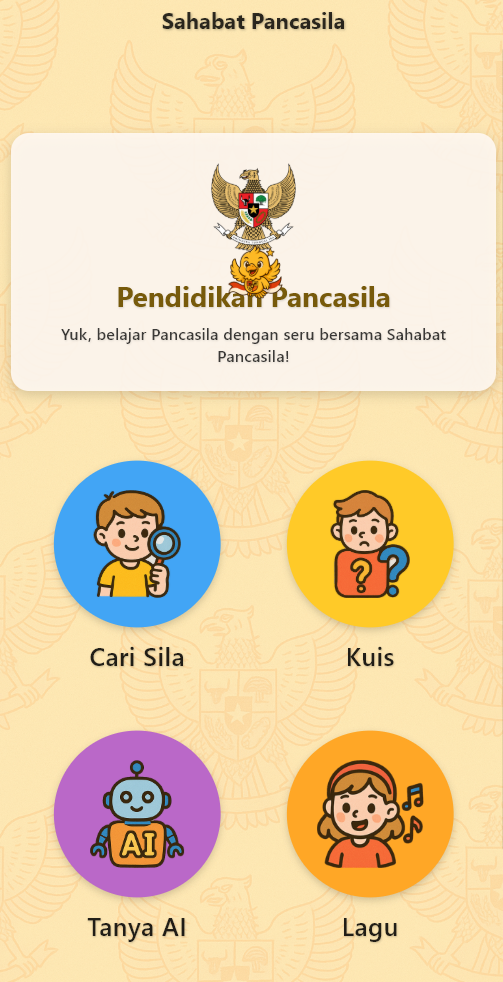 Sahabat Pancasila
Pendidikan Pancasila
Yuk, belajar Pancasila dengan seru bersama Sahabat
Pancasila!
?
?
Cari Sila
Kuis
AI
Tanya AI
Lagu